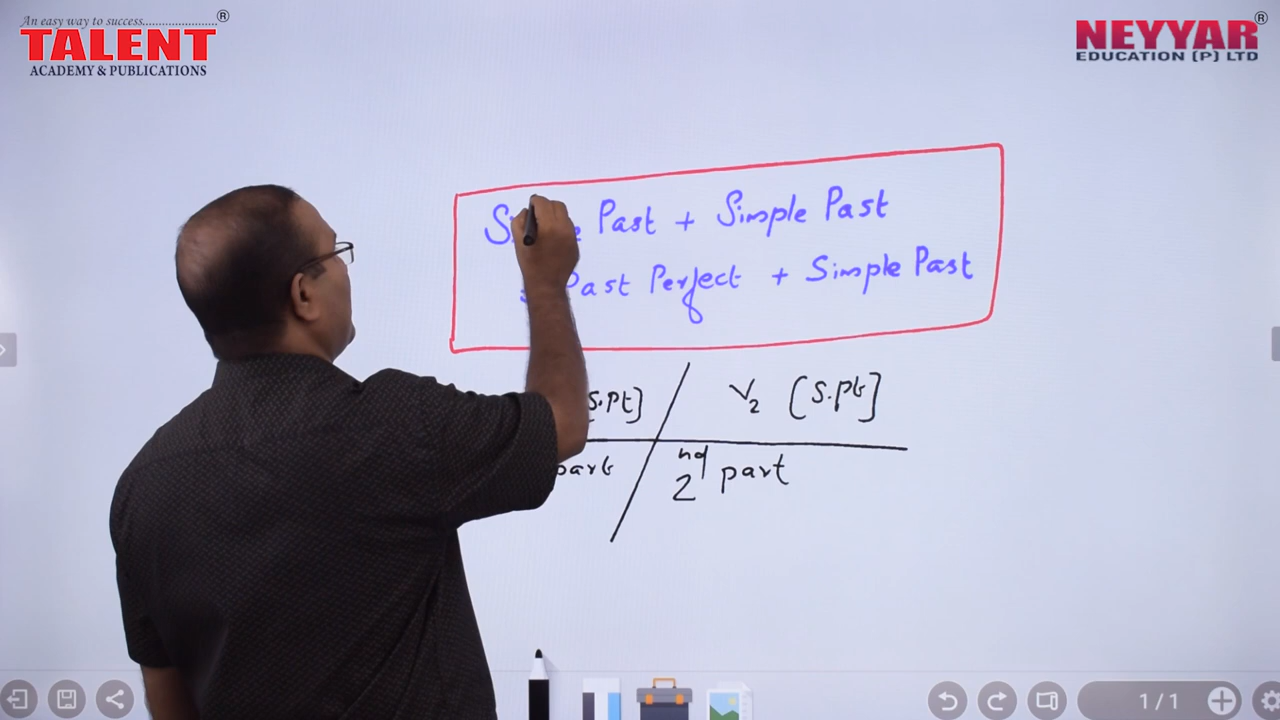 An easy way to success........................®
TALENT
ACADEMY & PUBLICATIONS
NEYYAR®
EDUCATION (P) LTD
Past + Simple Past
Past Perfect + Simple Past
S.Pt] V2 [S.Pt]
part 2nd part
1/1